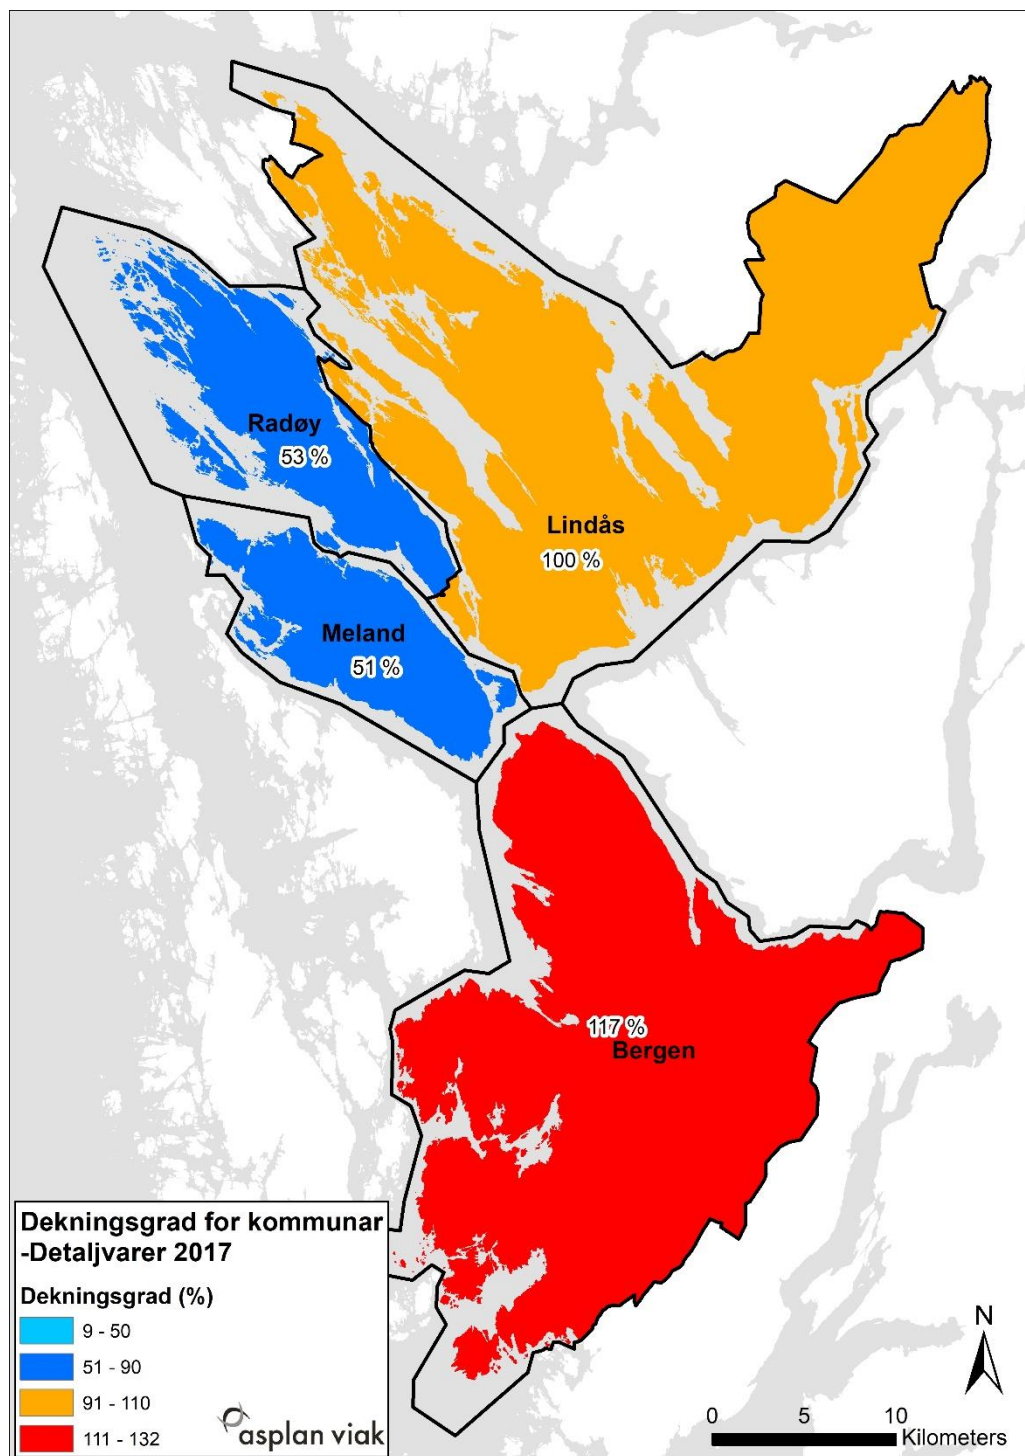 Radøy
53 %
Lindås
100 %
Meland
51 %
117 %
Bergen
Dekningsgrad for kommunar
-Detaljvarer 2017
Dekningsgrad (%)
9 - 50
51 - 90
91 - 110
111 - 132
asplan viak
N
0 5 10
Kilometers